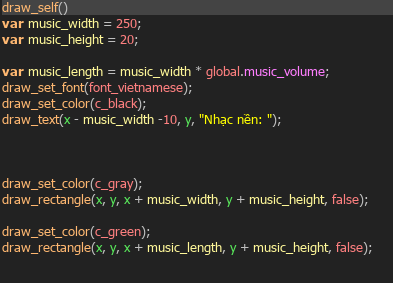 draw_self()
var music_width = 250;
var music_height = 20;
var music_length = music_width * global.music_volume;
draw_set_font(font_vietnamese);
draw_set_color(c_black);
draw_text(x - music_width -10, y, "Nhạc nền: ");
draw_set_color(c_gray);
draw_rectangle(x, y, x + music_width, y + music_height, false);
draw_set_color(c_green);
draw_rectangle(x, y, x + music_length, y + music_height, false);